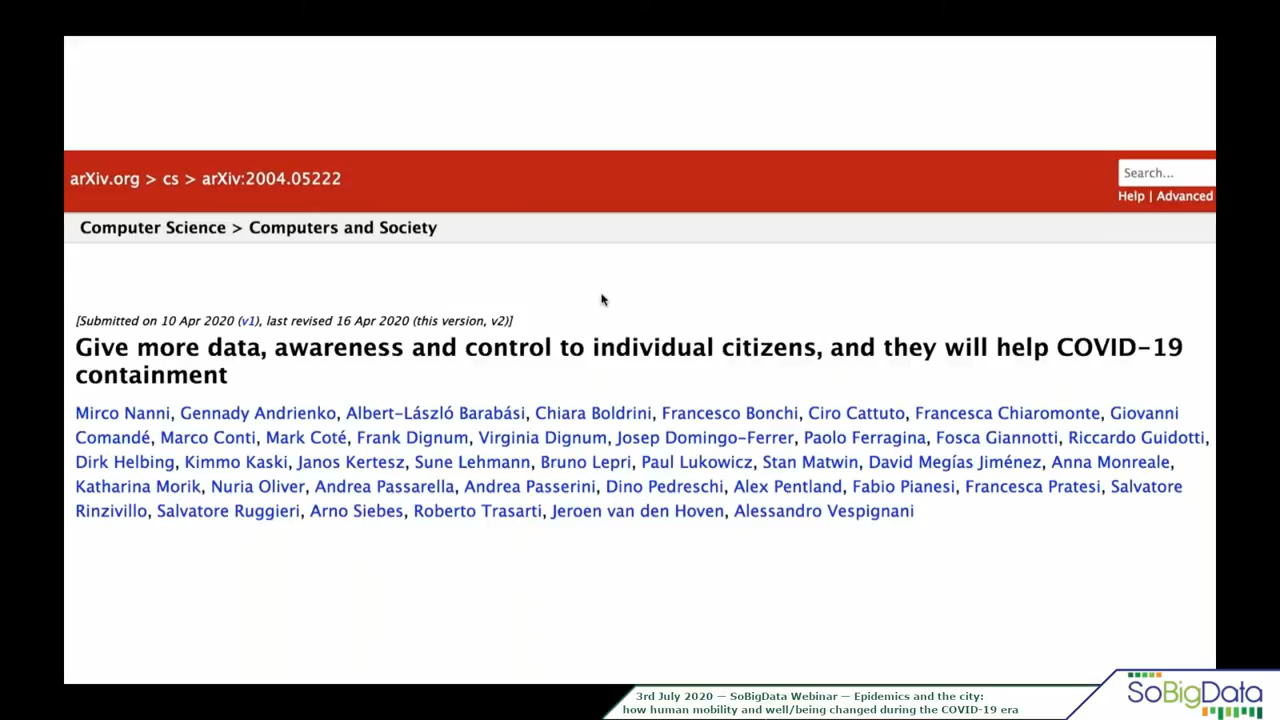 arXiv.org > cs > arXiv:2004.05222
Search...
Help | Advanced
Computer Science > Computers and Society
[Submitted on 10 Apr 2020 (v1), last revised 16 Apr 2020 (this version, v2)]
Give more data, awareness and control to individual citizens, and they will help COVID-19
containment
Mirco Nanni, Gennady Andrienko, Albert-László Barabási, Chiara Boldrini, Francesco Bonchi, Ciro Cattuto, Francesca Chiaromonte, Giovanni
Comandé, Marco Conti, Mark Coté, Frank Dignum, Virginia Dignum, Josep Domingo-Ferrer, Paolo Ferragina, Fosca Giannotti, Riccardo Guidotti,
Dirk Helbing, Kimmo Kaski, Janos Kertesz, Sune Lehmann, Bruno Lepri, Paul Lukowicz, Stan Matwin, David Megías Jiménez, Anna Monreale,
Katharina Morik, Nuria Oliver, Andrea Passarella, Andrea Passerini, Dino Pedreschi, Alex Pentland, Fabio Pianesi, Francesca Pratesi, Salvatore
Rinzivillo, Salvatore Ruggieri, Arno Siebes, Roberto Trasarti, Jeroen van den Hoven, Alessandro Vespignani
3rd July 2020 — SoBigData Webinar — Epidemics and the city:
how human mobility and well/being changed during the COVID-19 era
SoBigData